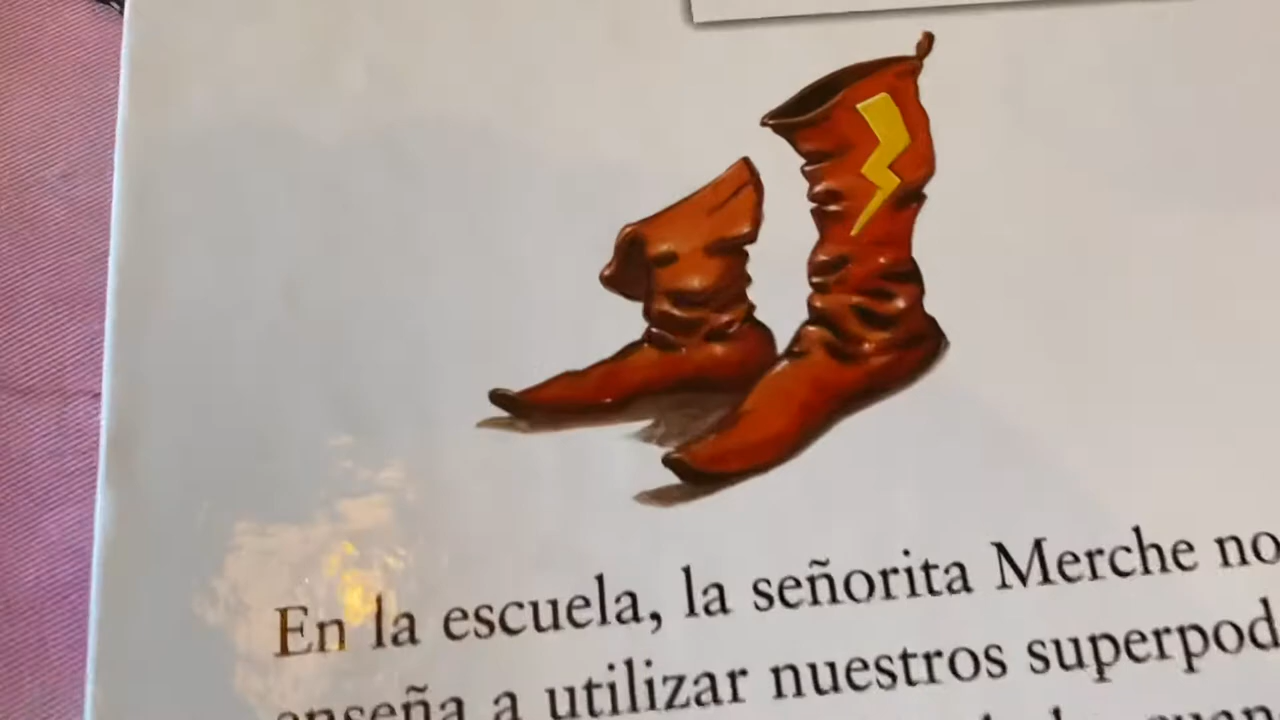 En la escuela, la señorita Merche no
enseña a utilizar nuestros superpod